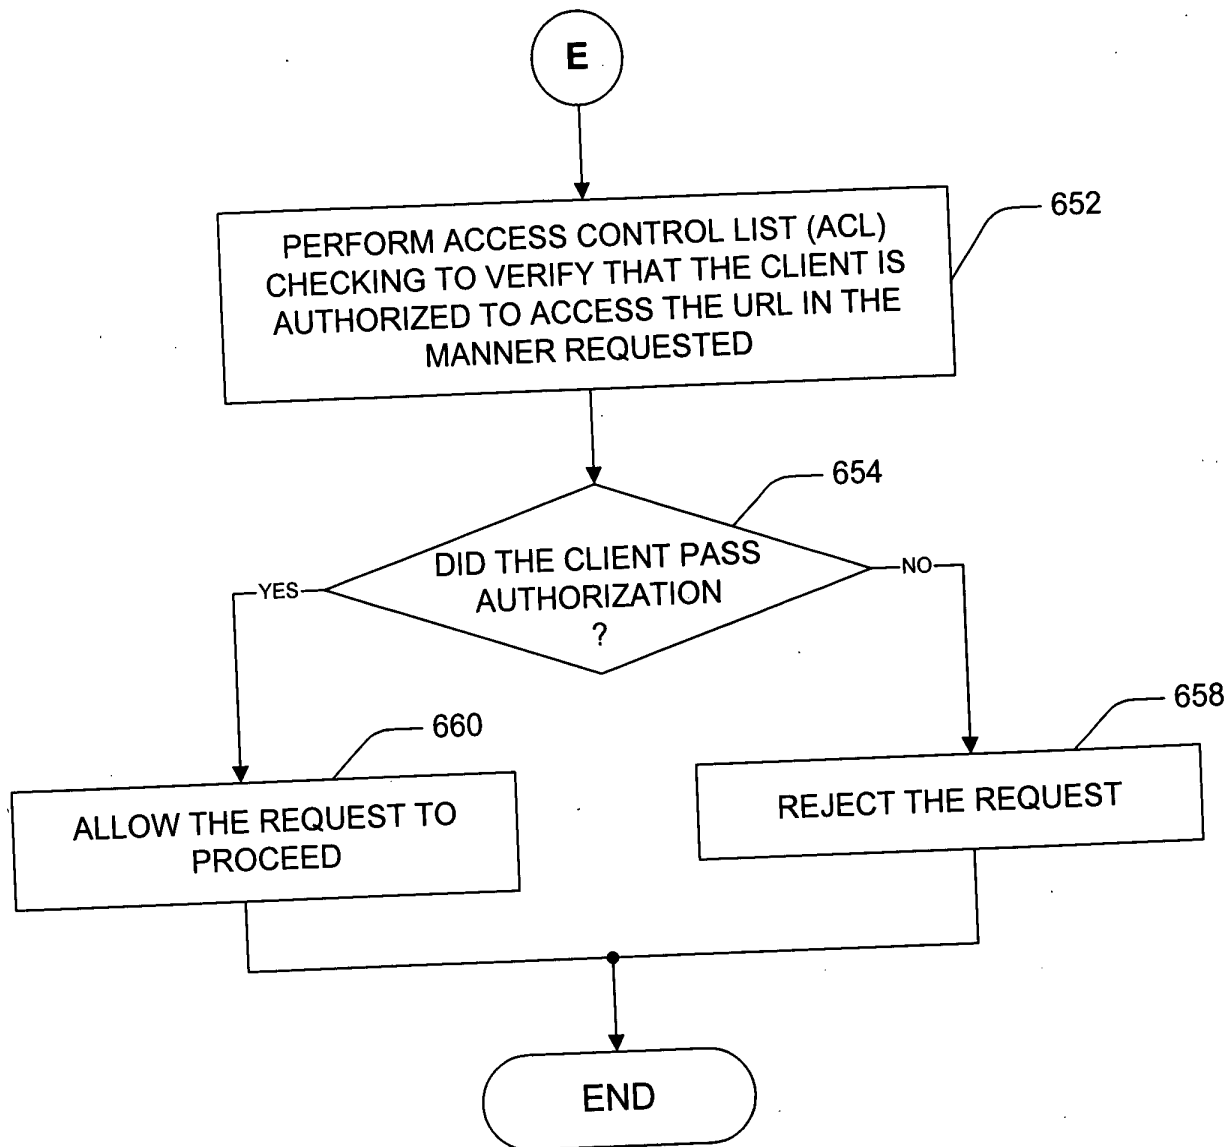 E
PERFORM ACCESS CONTROL LIST (ACL)
CHECKING TO VERIFY THAT THE CLIENT IS
AUTHORIZED TO ACCESS THE URL IN THE
MANNER REQUESTED
652
654
DID THE CLIENT PASS
AUTHORIZATION
?
YES
NO
660
658
ALLOW THE REQUEST TO
PROCEED
REJECT THE REQUEST
END